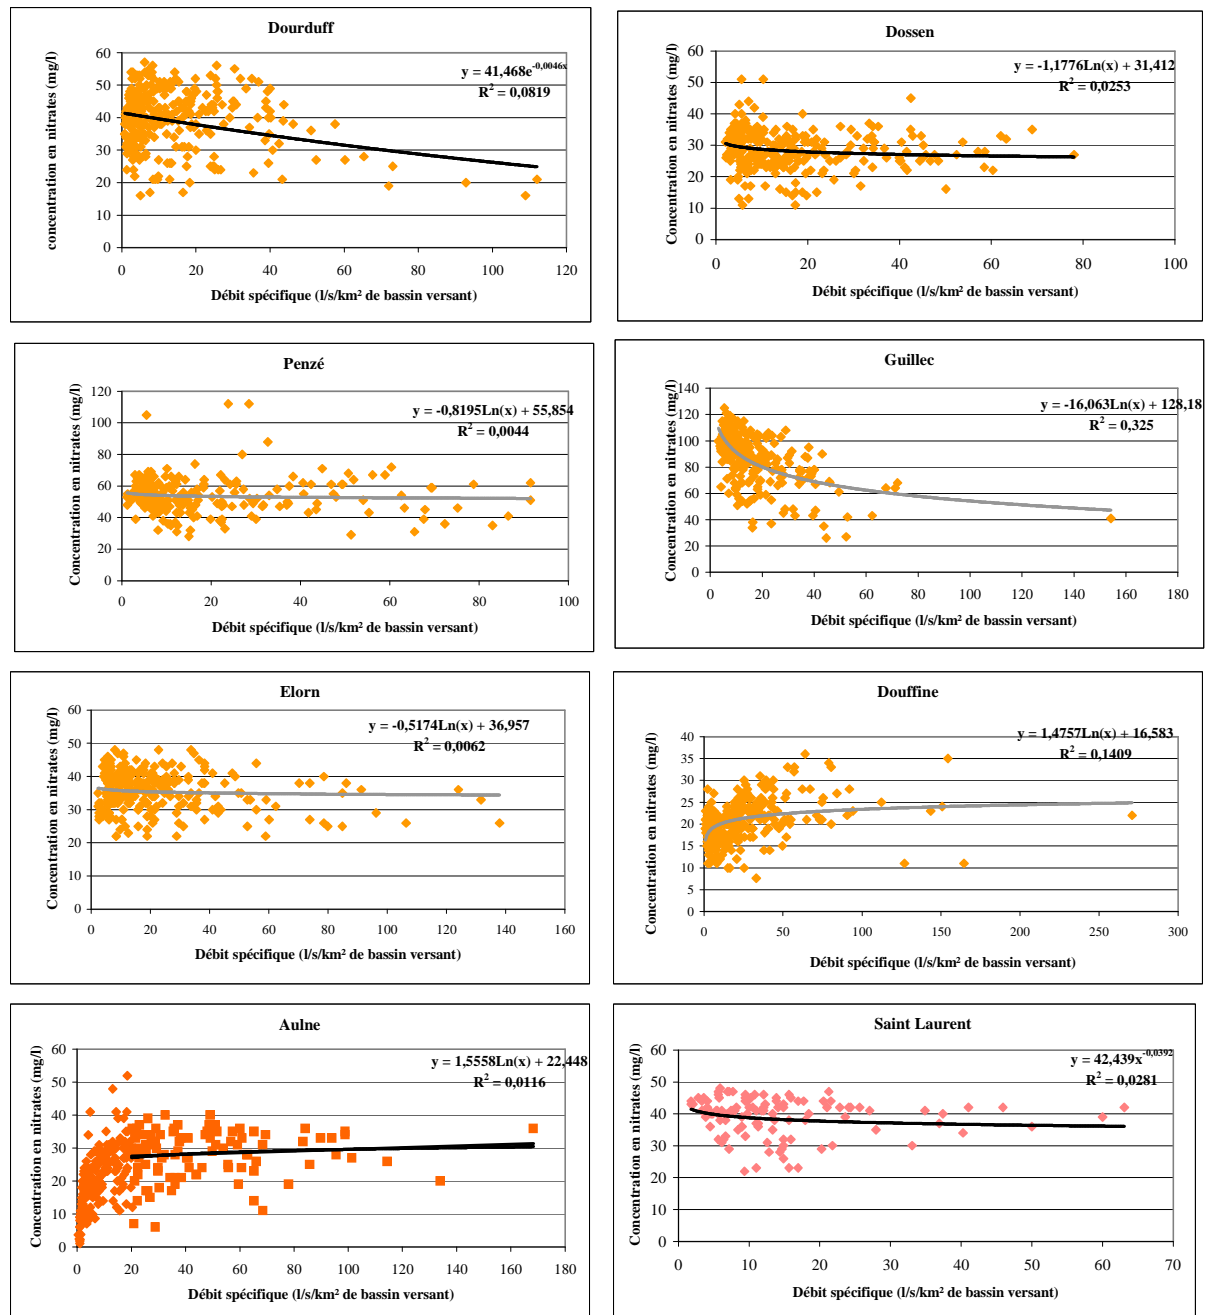 Dourduff
concentration en nitrates (mg/l)
60
50
40
30
20
10
0
y = 41,468e^-0,0046x
R² = 0,0819
0 20 40 60 80 100 120
Débit spécifique (l/s/km² de bassin versant)
Dossen
Concentration en nitrates (mg/l)
60
50
40
30
20
10
0
y = -1,1776Ln(x) + 31,412
R² = 0,0253
0 20 40 60 80 100
Débit spécifique (l/s/km² de bassin versant)
Penzé
Concentration en nitrates (mg/l)
120
100
80
60
40
20
0
y = -0,8195Ln(x) + 55,854
R² = 0,0044
0 20 40 60 80 100
Débit spécifique (l/s/km² de bassin versant)
Guillec
Concentration en nitrates (mg/l)
140
120
100
80
60
40
20
0
y = -16,063Ln(x) + 128,18
R² = 0,325
0 20 40 60 80 100 120 140 160 180
Débit spécifique (l/s/km² de bassin versant)
Elorn
Concentration en nitrates (mg/l)
60
50
40
30
20
10
0
y = -0,5174Ln(x) + 36,957
R² = 0,0062
0 20 40 60 80 100 120 140 160
Débit spécifique (l/s/km² de bassin versant)
Douffine
Concentration en nitrates (mg/l)
40
35
30
25
20
15
10
5
0
y = 1,4757Ln(x) + 16,583
R² = 0,1409
0 50 100 150 200 250 300
Débit spécifique (l/s/km² de bassin versant)
Aulne
Concentration en nitrates (mg/l)
60
50
40
30
20
10
0
y = 1,5558Ln(x) + 22,448
R² = 0,0116
0 20 40 60 80 100 120 140 160 180
Débit spécifique (l/s/km² de bassin versant)
Saint Laurent
Concentration en nitrates (mg/l)
60
50
40
30
20
10
0
y = 42,439x^-0,0392
R² = 0,0281
0 10 20 30 40 50 60 70
Débit spécifique (l/s/km² de bassin versant)